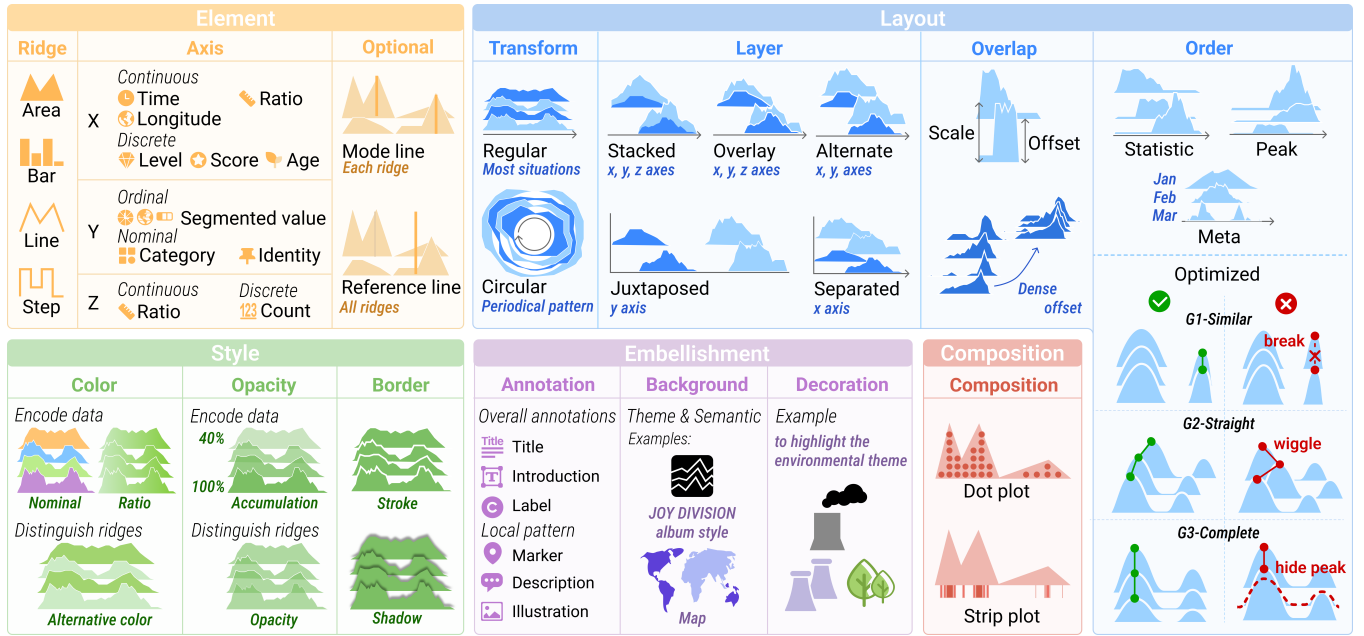 Element
Ridge
Axis
Optional
Area
Bar
Line
Step
X
Continuous
Time
Ratio
Longitude
Discrete
Level
Score
Age
Y
Ordinal
Segmented value
Nominal
Category
Identity
Z
Continuous
Discrete
Ratio
123
Count
Mode line
Each ridge
Reference line
All ridges
Layout
Transform
Layer
Overlap
Order
Regular
Most situations
Circular
Periodical pattern
Stacked
x, y, z axes
Overlay
x, y, z axes
Alternate
x, y, axes
Juxtaposed
y axis
Separated
x axis
Scale
Offset
Dense
offset
Statistic
Peak
Jan
Feb
Mar
Meta
Optimized
G1-Similar
break
G2-Straight
wiggle
G3-Complete
hide peak
Style
Color
Opacity
Border
Encode data
Nominal
Ratio
Distinguish ridges
Alternative color
Encode data
40%
100%
Accumulation
Distinguish ridges
Opacity
Stroke
Shadow
Embellishment
Annotation
Background
Decoration
Overall annotations
Title
Title
T
Introduction
C
Label
Local pattern
Marker
Description
Illustration
Theme & Semantic
Examples:
JOY DIVISION
album style
Map
Example
to highlight the
environmental theme
Composition
Composition
Dot plot
Strip plot